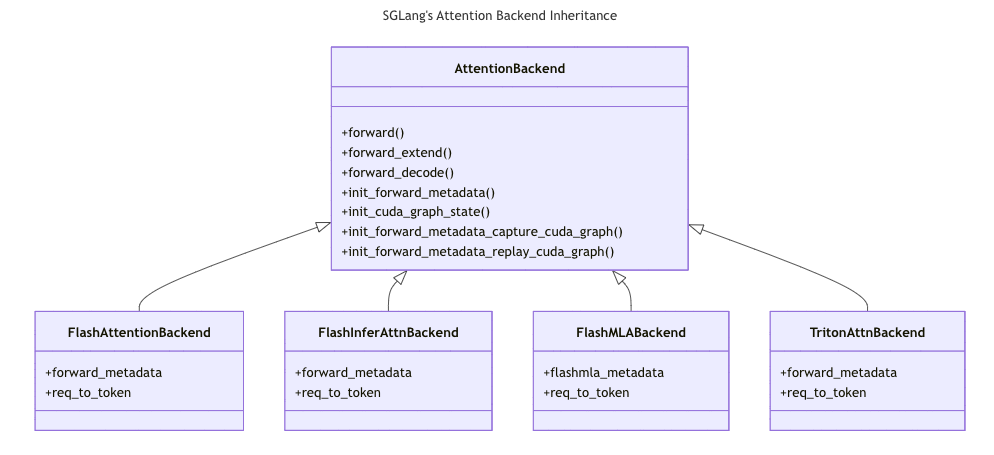 SGLang's Attention Backend Inheritance
AttentionBackend
+forward()
+forward_extend()
+forward_decode()
+init_forward_metadata()
+init_cuda_graph_state()
+init_forward_metadata_capture_cuda_graph()
+init_forward_metadata_replay_cuda_graph()
FlashAttentionBackend
+forward_metadata
+req_to_token
FlashInferAttnBackend
+forward_metadata
+req_to_token
FlashMLABackend
+flashmla_metadata
+req_to_token
TritonAttnBackend
+forward_metadata
+req_to_token